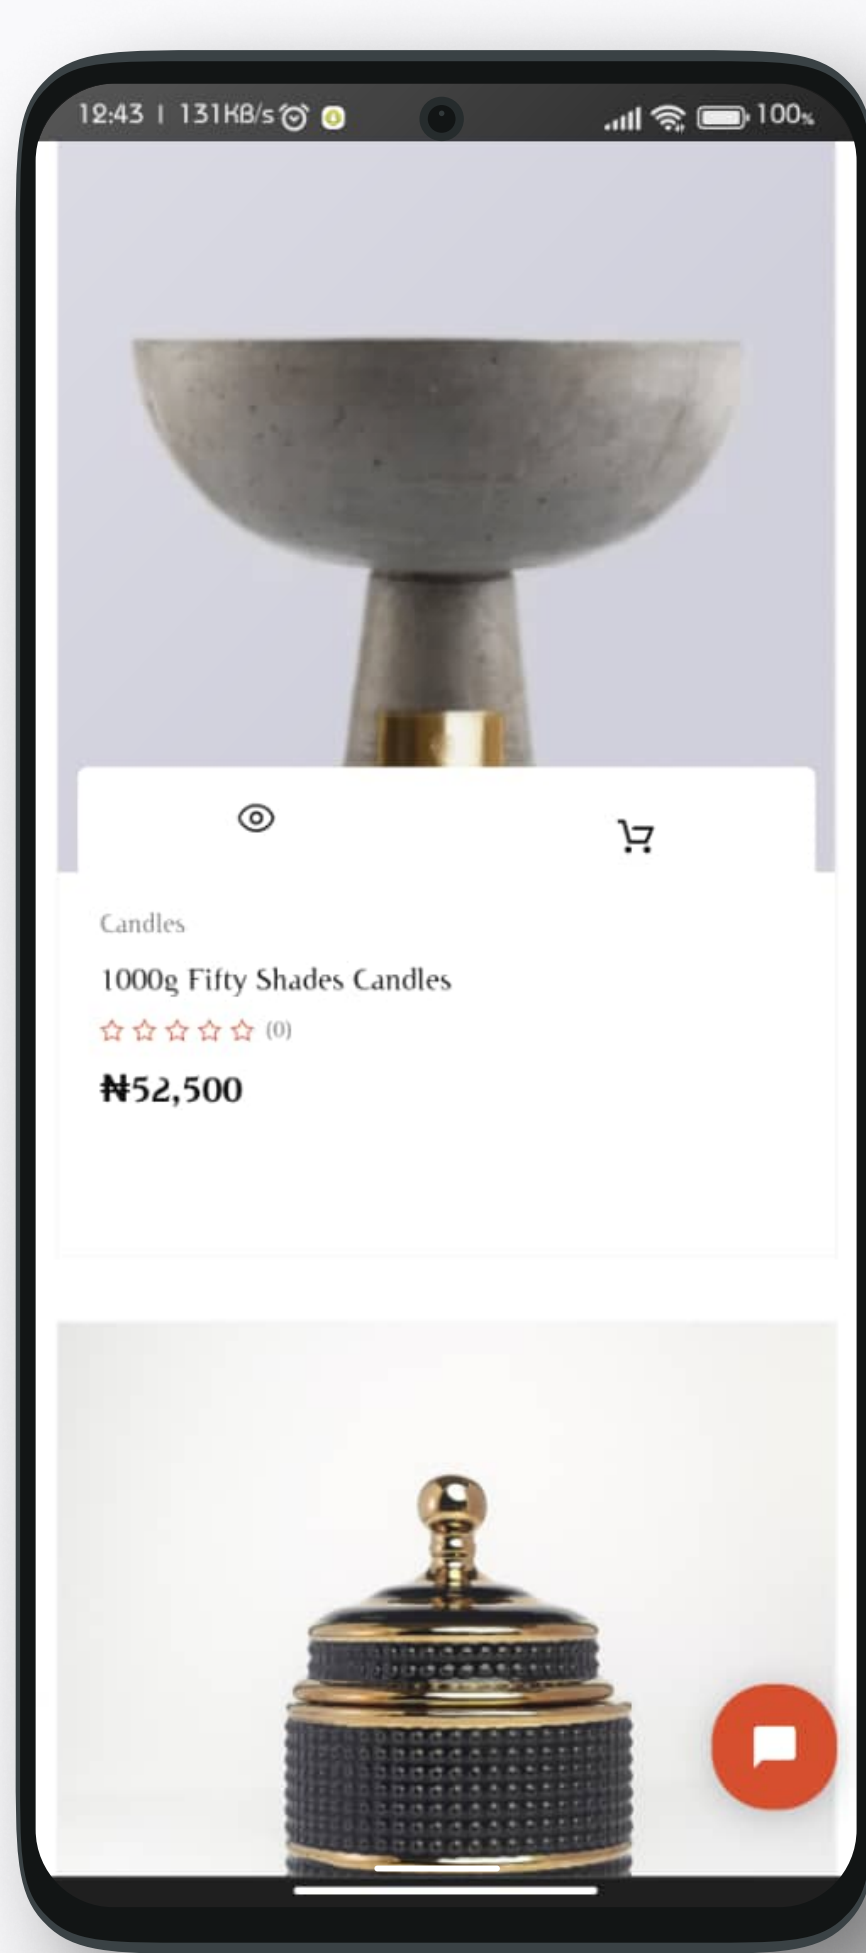 12:43 | 131KB/s 100%
Candles
1000g Fifty Shades Candles
(0)
₦52,500